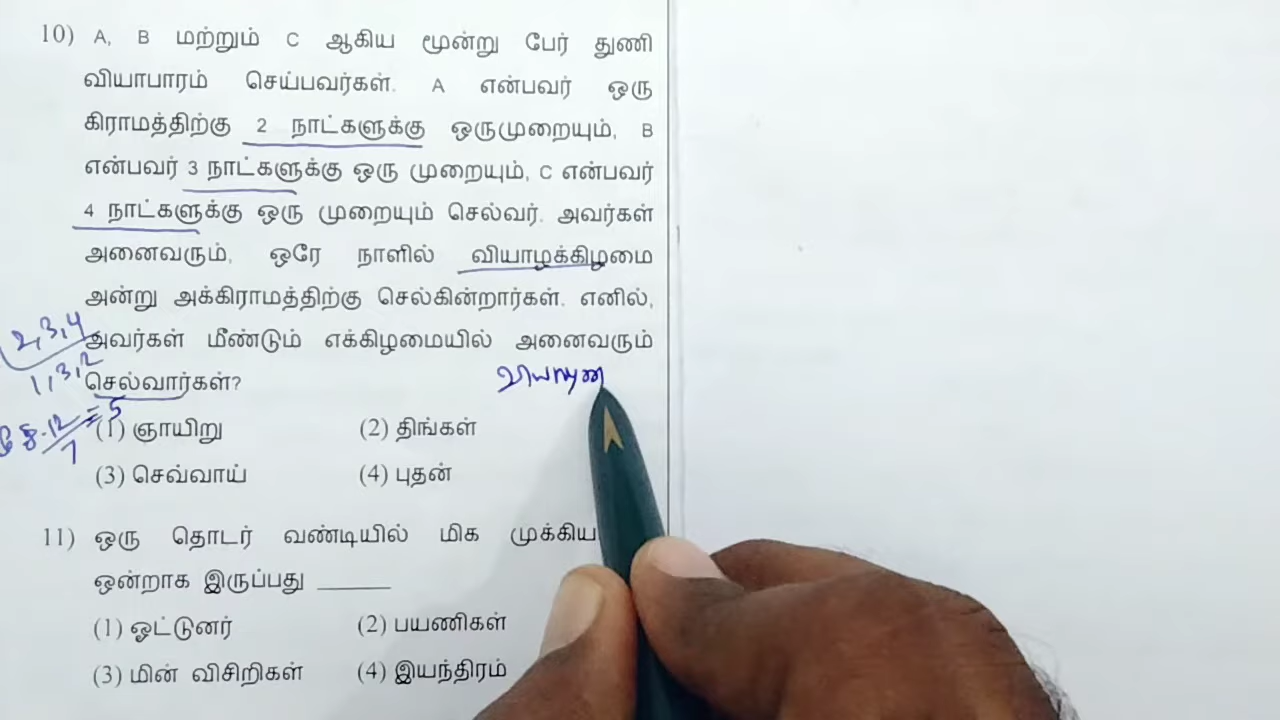 10) A, B மற்றும் C ஆகிய மூன்று பேர் துணி
வியாபாரம் செய்பவர்கள். A என்பவர் ஒரு
கிராமத்திற்கு 2 நாட்களுக்கு ஒருமுறையும், B
என்பவர் 3 நாட்களுக்கு ஒரு முறையும், C என்பவர்
4 நாட்களுக்கு ஒரு முறையும் செல்வர். அவர்கள்
அனைவரும், ஒரே நாளில் வியாழக்கிழமை
அன்று அக்கிராமத்திற்கு செல்கின்றார்கள். எனில்,
2,3,4
அவர்கள் மீண்டும் எக்கிழமையில் அனைவரும்
1,3,2
செல்வார்கள்?
12/7 = 5
(1) ஞாயிறு (2) திங்கள்
(3) செவ்வாய் (4) புதன்
11) ஒரு தொடர் வண்டியில் மிக முக்கிய
ஒன்றாக இருப்பது ______
(1) ஓட்டுனர் (2) பயணிகள்
(3) மின் விசிறிகள் (4) இயந்திரம்